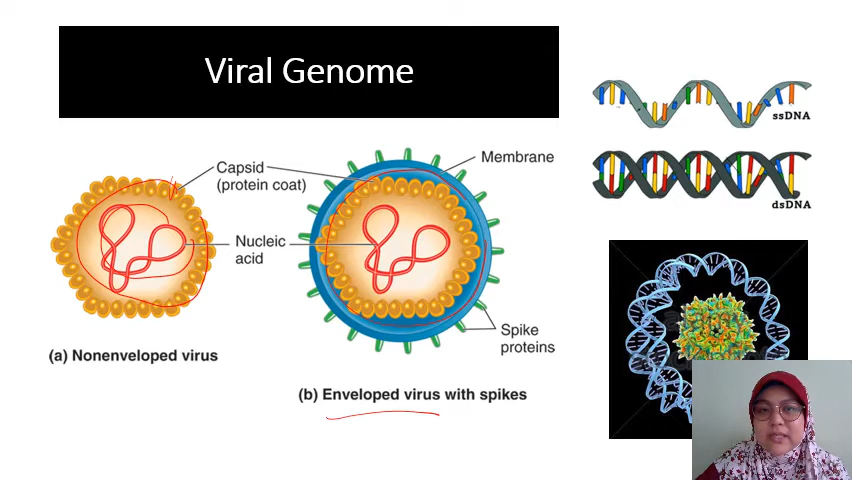 Viral Genome
Capsid
(protein coat)
Nucleic
acid
Membrane
Spike
proteins
(a) Nonenveloped virus
(b) Enveloped virus with spikes
ssDNA
dsDNA